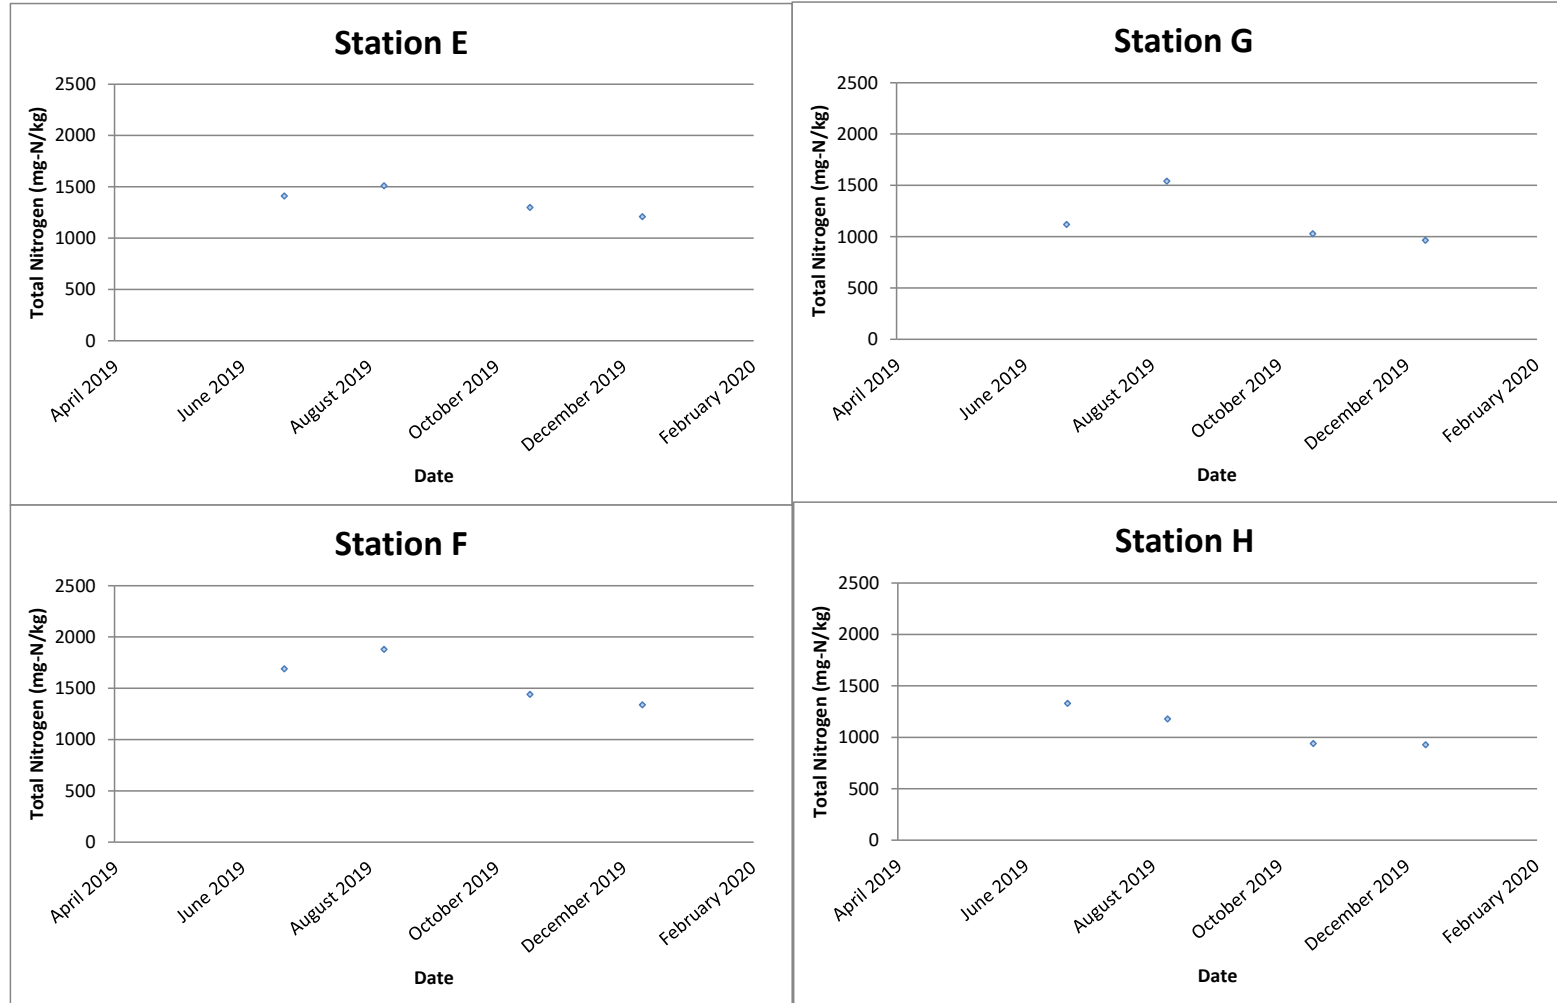 Station E
Total Nitrogen (mg-N/kg)
2500
2000
1500
1000
500
0
April 2019
June 2019
August 2019
October 2019
December 2019
February 2020
Date
Station G
Total Nitrogen (mg-N/kg)
2500
2000
1500
1000
500
0
April 2019
June 2019
August 2019
October 2019
December 2019
February 2020
Date
Station F
Total Nitrogen (mg-N/kg)
2500
2000
1500
1000
500
0
April 2019
June 2019
August 2019
October 2019
December 2019
February 2020
Date
Station H
Total Nitrogen (mg-N/kg)
2500
2000
1500
1000
500
0
April 2019
June 2019
August 2019
October 2019
December 2019
February 2020
Date